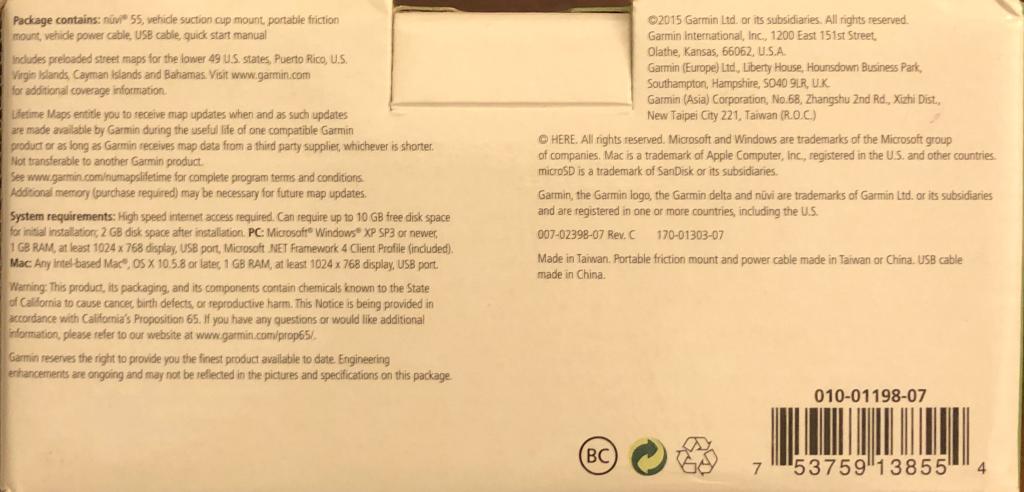 Package contains: nüvi® 55, vehicle suction cup mount, portable friction
mount, vehicle power cable, USB cable, quick start manual
Includes preloaded street maps for the lower 49 U.S. states, Puerto Rico, U.S.
Virgin Islands, Cayman Islands and Bahamas. Visit www.garmin.com
for additional coverage information.
Lifetime Maps entitle you to receive map updates when and as such updates
are made available by Garmin during the useful life of one compatible Garmin
product or as long as Garmin receives map data from a third party supplier, whichever is shorter.
Not transferable to another Garmin product.
See www.garmin.com/numapslifetime for complete program terms and conditions.
Additional memory (purchase required) may be necessary for future map updates.
System requirements: High speed internet access required. Can require up to 10 GB free disk space
for initial installation; 2 GB disk space after installation. PC: Microsoft® Windows® XP SP3 or newer,
1 GB RAM, at least 1024 x 768 display, USB port, Microsoft .NET Framework 4 Client Profile (included).
Mac: Any Intel-based Mac®, OS X 10.5.8 or later, 1 GB RAM, at least 1024 x 768 display, USB port.
Warning: This product, its packaging, and its components contain chemicals known to the State
of California to cause cancer, birth defects, or reproductive harm. This Notice is being provided in
accordance with California's Proposition 65. If you have any questions or would like additional
information, please refer to our website at www.garmin.com/prop65/.
Garmin reserves the right to provide you the finest product available to date. Engineering
enhancements are ongoing and may not be reflected in the pictures and specifications on this package.
©2015 Garmin Ltd. or its subsidiaries. All rights reserved.
Garmin International, Inc., 1200 East 151st Street,
Olathe, Kansas, 66062, U.S.A.
Garmin (Europe) Ltd., Liberty House, Hounsdown Business Park,
Southampton, Hampshire, SO40 9LR, U.K.
Garmin (Asia) Corporation, No.68, Zhangshu 2nd Rd., Xizhi Dist.,
New Taipei City 221, Taiwan (R.O.C.)
© HERE. All rights reserved. Microsoft and Windows are trademarks of the Microsoft group
of companies. Mac is a trademark of Apple Computer, Inc., registered in the U.S. and other countries.
microSD is a trademark of SanDisk or its subsidiaries.
Garmin, the Garmin logo, the Garmin delta and nüvi are trademarks of Garmin Ltd. or its subsidiaries
and are registered in one or more countries, including the U.S.
007-02398-07 Rev. C 170-01303-07
Made in Taiwan. Portable friction mount and power cable made in Taiwan or China. USB cable
made in China.
010-01198-07
BC
7 53759 13855 4